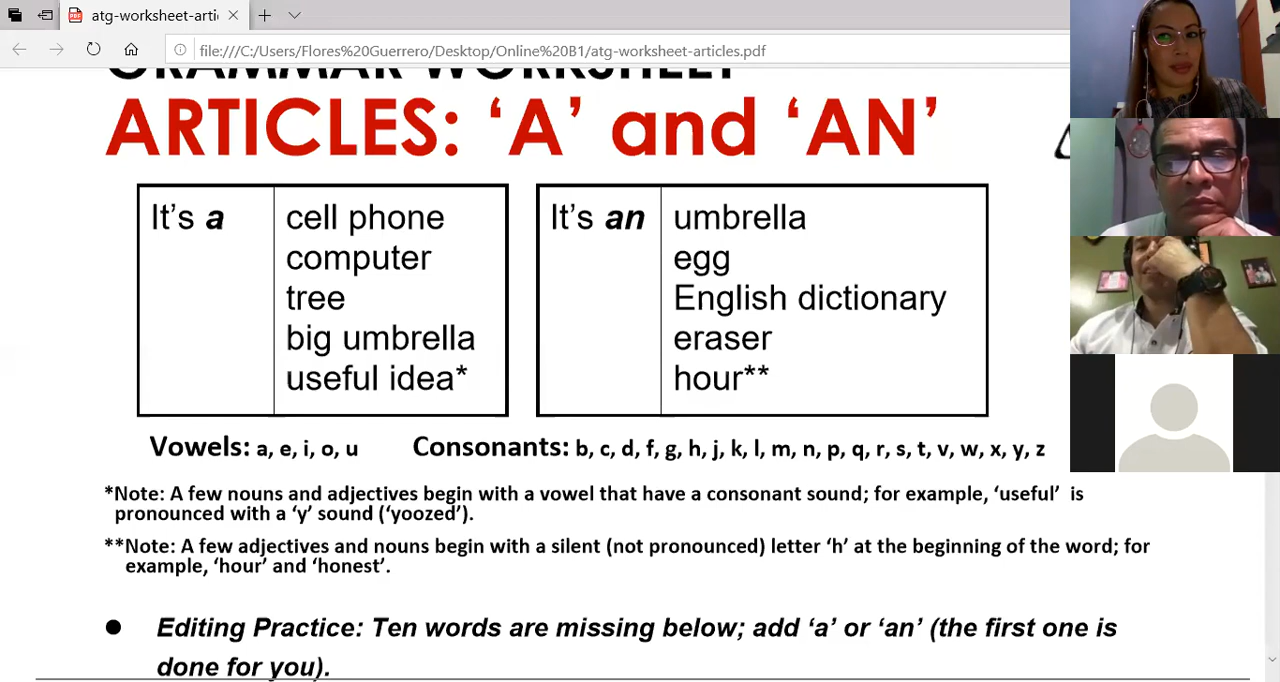 atg-worksheet-arti
file:///C:/Users/Flores%20Guerrero/Desktop/Online%20B1/atg-worksheet-articles.pdf
GRAMMAR WORKSHEET
ARTICLES: ‘A’ and ‘AN’
It’s a
cell phone
computer
tree
big umbrella
useful idea*
It’s an
umbrella
egg
English dictionary
eraser
hour**
Vowels: a, e, i, o, u
Consonants: b, c, d, f, g, h, j, k, l, m, n, p, q, r, s, t, v, w, x, y, z
*Note: A few nouns and adjectives begin with a vowel that have a consonant sound; for example, ‘useful’ is
pronounced with a ‘y’ sound (‘yoozed’).
**Note: A few adjectives and nouns begin with a silent (not pronounced) letter ‘h’ at the beginning of the word; for
example, ‘hour’ and ‘honest’.
● Editing Practice: Ten words are missing below; add ‘a’ or ‘an’ (the first one is
done for you).